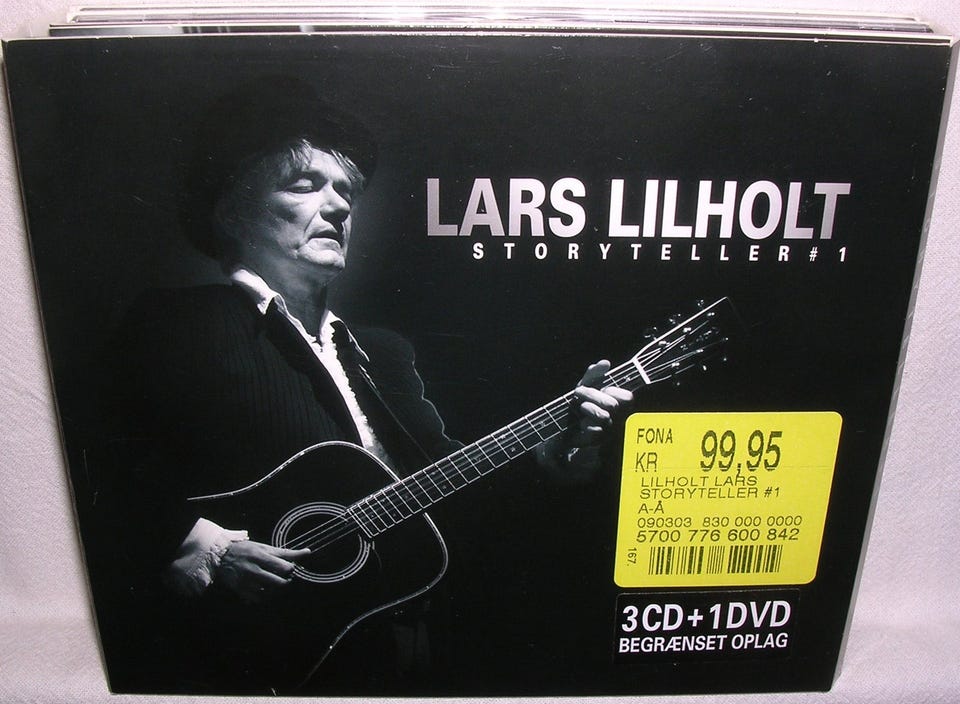 LARS LILHOLT
STORYTELLER #1
FONA
KR 99,95
LILHOLT LARS
STORYTELLER #1
A-Å
090303 830 000 0000
5700 776 600 842
167.
3CD+1DVD
BEGRÆNSET OPLAG